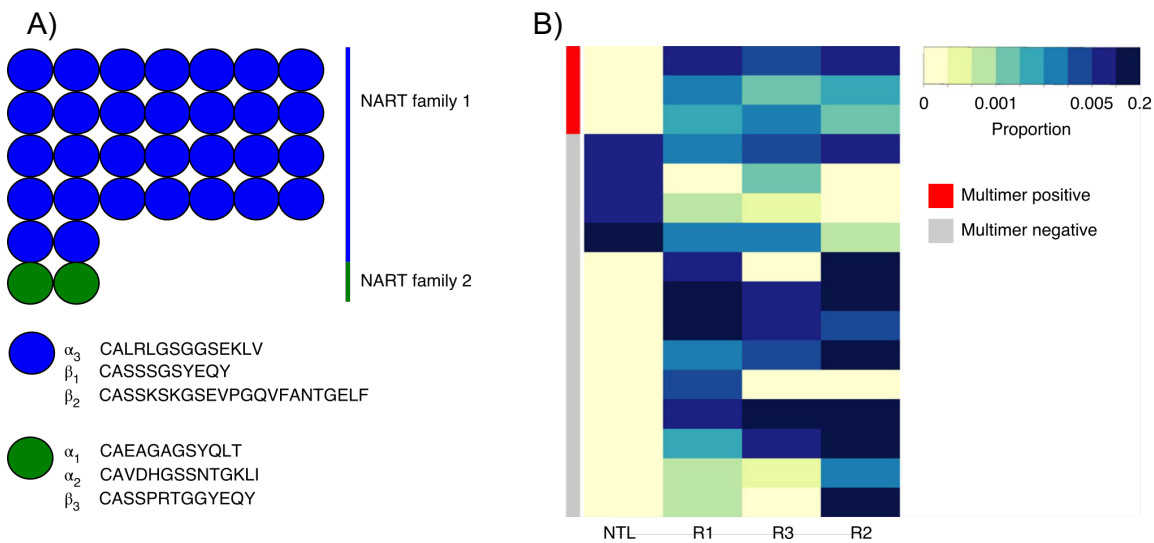 A)
NART family 1
NART family 2
α3 CALRLGSGGSEKLV
β1 CASSSGSYEQY
β2 CASSKSKGSEVPGQVFANTGELF
α1 CAEAGAGSYQLT
α2 CAVDHGSSNTGKLI
β3 CASSPRTGGYEQY
B)
0 0.001 0.005 0.2
Proportion
Multimer positive
Multimer negative
NTL R1 R3 R2